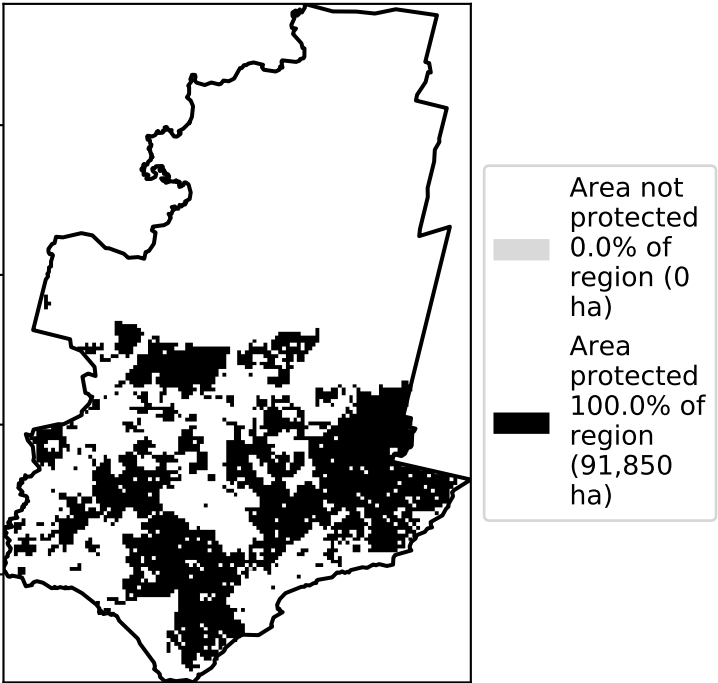 Area not
protected
0.0% of
region (0
ha)
Area
protected
100.0% of
region
(91,850
ha)